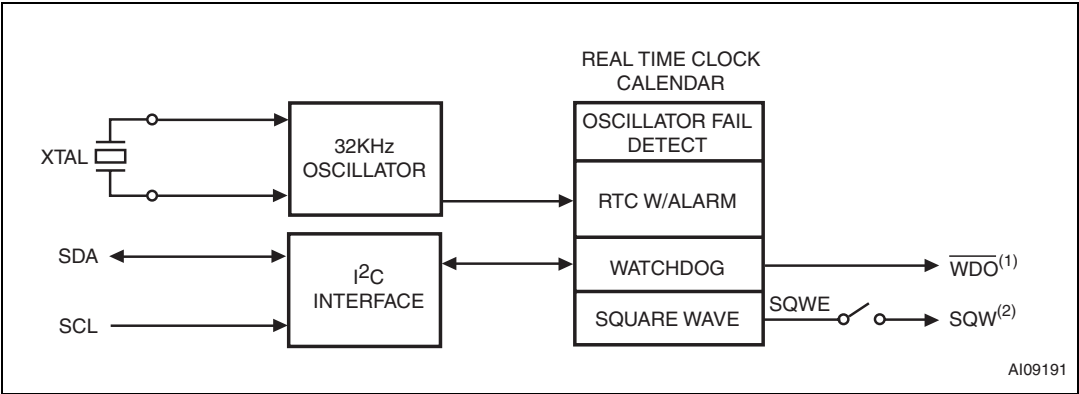 REAL TIME CLOCK
CALENDAR
OSCILLATOR FAIL
DETECT
XTAL
32KHz
OSCILLATOR
RTC W/ALARM
SDA
I2C
INTERFACE
WATCHDOG
WDO(1)
SCL
SQUARE WAVE
SQWE
SQW(2)
AI09191